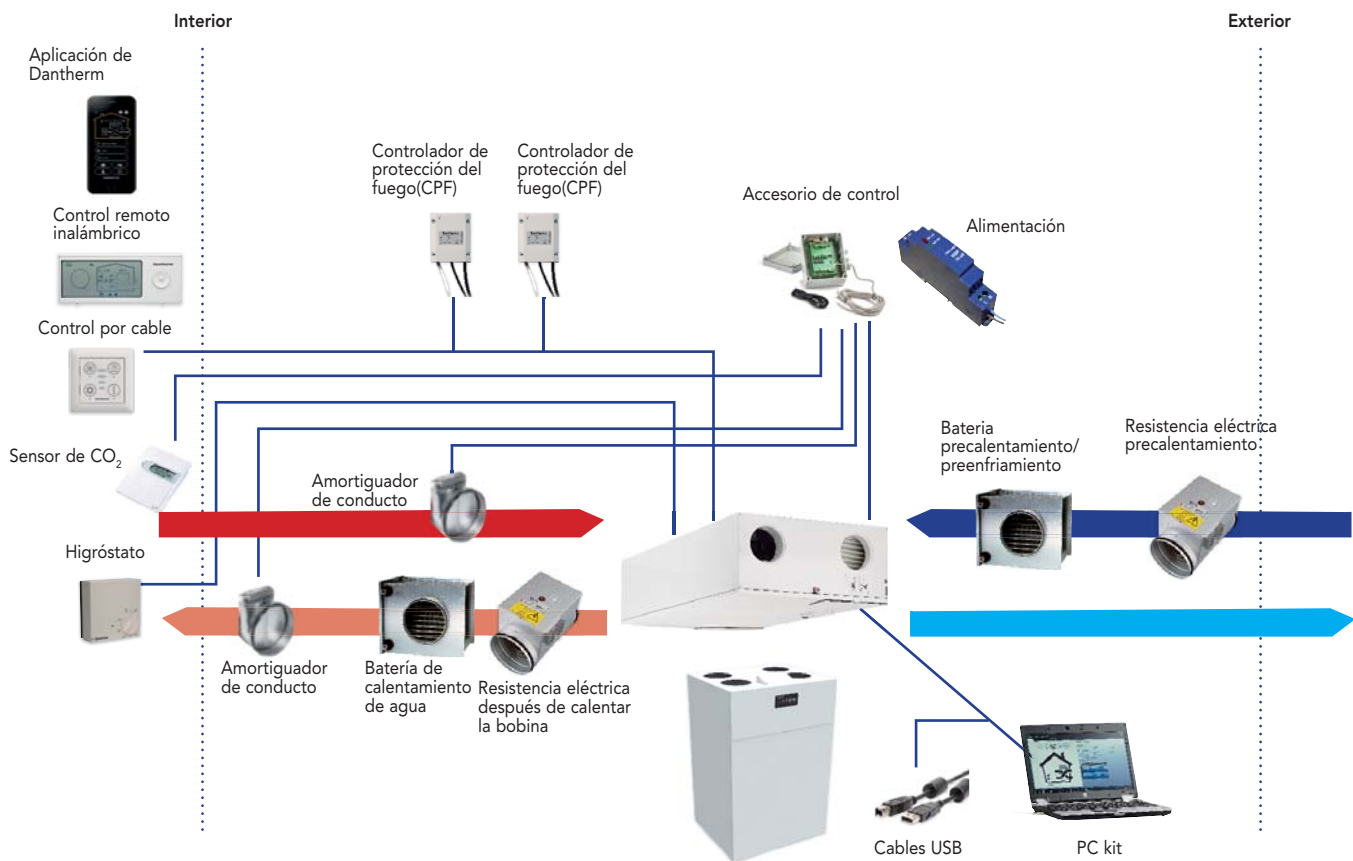 Interior
Exterior
Aplicación de
Dantherm
Controlador de
protección del
fuego(CPF)
Controlador de
protección del
fuego(CPF)
Accesorio de control
Alimentación
Control remoto
inalámbrico
Control por cable
Sensor de CO₂
Amortiguador
de conducto
Bateria
precalentamiento/
preenfriamiento
Resistencia eléctrica
precalentamiento
Higróstato
Amortiguador
de conducto
Batería de
calentamiento
de agua
Resistencia eléctrica
después de calentar
la bobina
Cables USB
PC kit